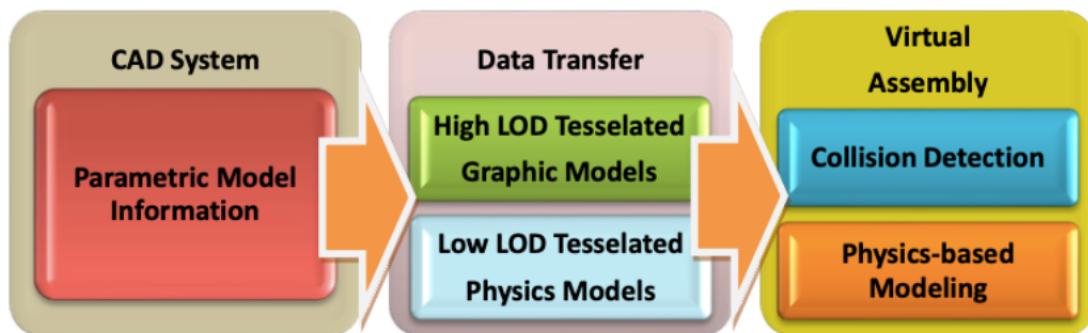 CAD System
Parametric Model
Information
Data Transfer
High LOD Tesselated
Graphic Models
Low LOD Tesselated
Physics Models
Virtual
Assembly
Collision Detection
Physics-based
Modeling